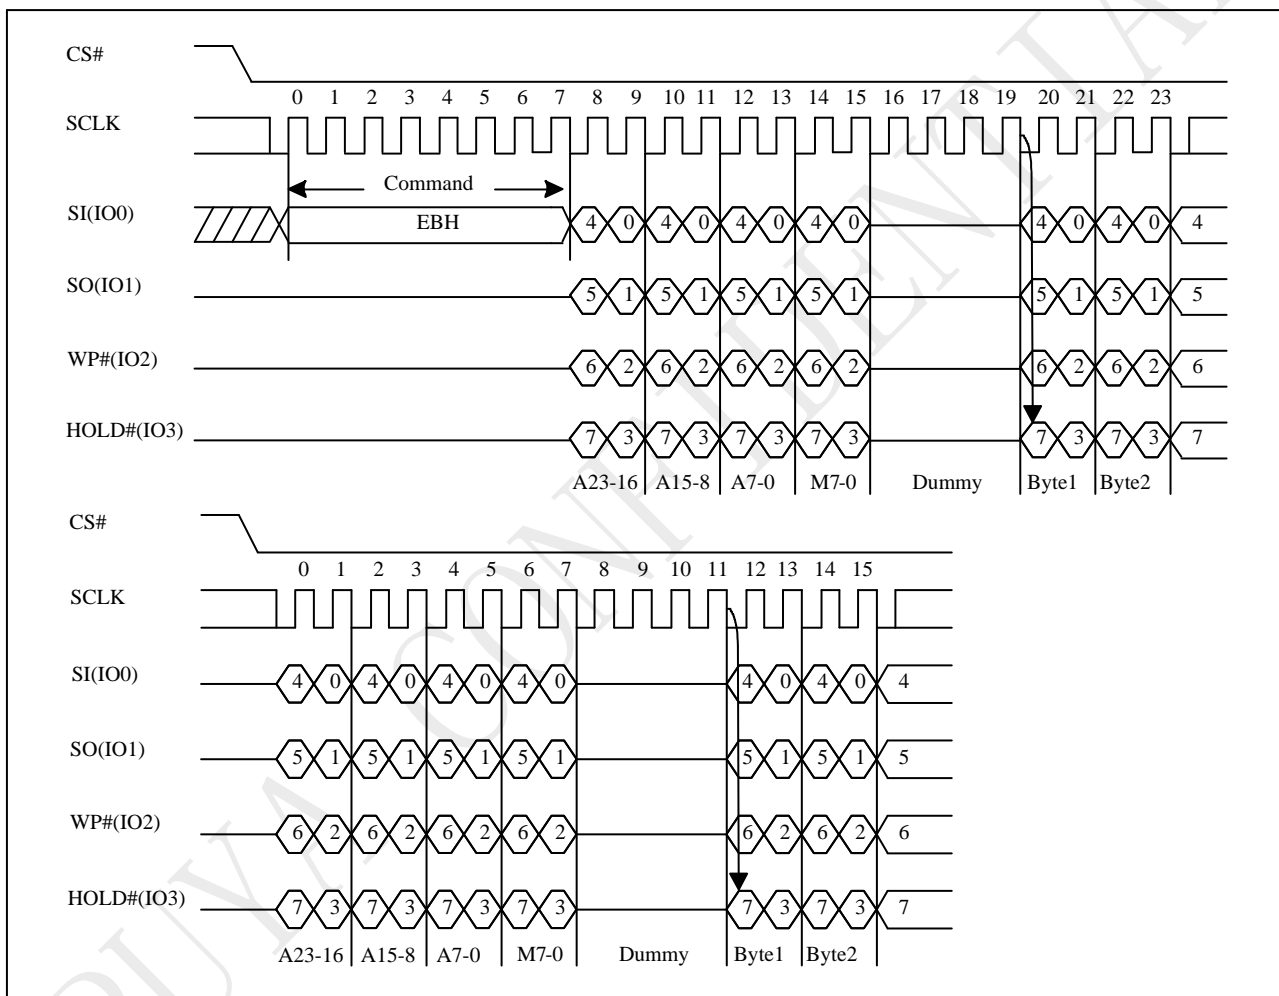 CS#
0 1 2 3 4 5 6 7 8 9 10 11 12 13 14 15 16 17 18 19 20 21 22 23
SCLK
Command
SI(IO0) EBH 4 0 4 0 4 0 4 0 4 0 4 0 4
SO(IO1) 5 1 5 1 5 1 5 1 5 1 5 1 5
WP#(IO2) 6 2 6 2 6 2 6 2 6 2 6 2 6
HOLD#(IO3) 7 3 7 3 7 3 7 3 7 3 7 3 7
A23-16 A15-8 A7-0 M7-0 Dummy Byte1 Byte2
CS#
0 1 2 3 4 5 6 7 8 9 10 11 12 13 14 15
SCLK
SI(IO0) 4 0 4 0 4 0 4 0 4 0 4 0 4
SO(IO1) 5 1 5 1 5 1 5 1 5 1 5 1 5
WP#(IO2) 6 2 6 2 6 2 6 2 6 2 6 2 6
HOLD#(IO3) 7 3 7 3 7 3 7 3 7 3 7 3 7
A23-16 A15-8 A7-0 M7-0 Dummy Byte1 Byte2
PUYA CONFIDENTIAL